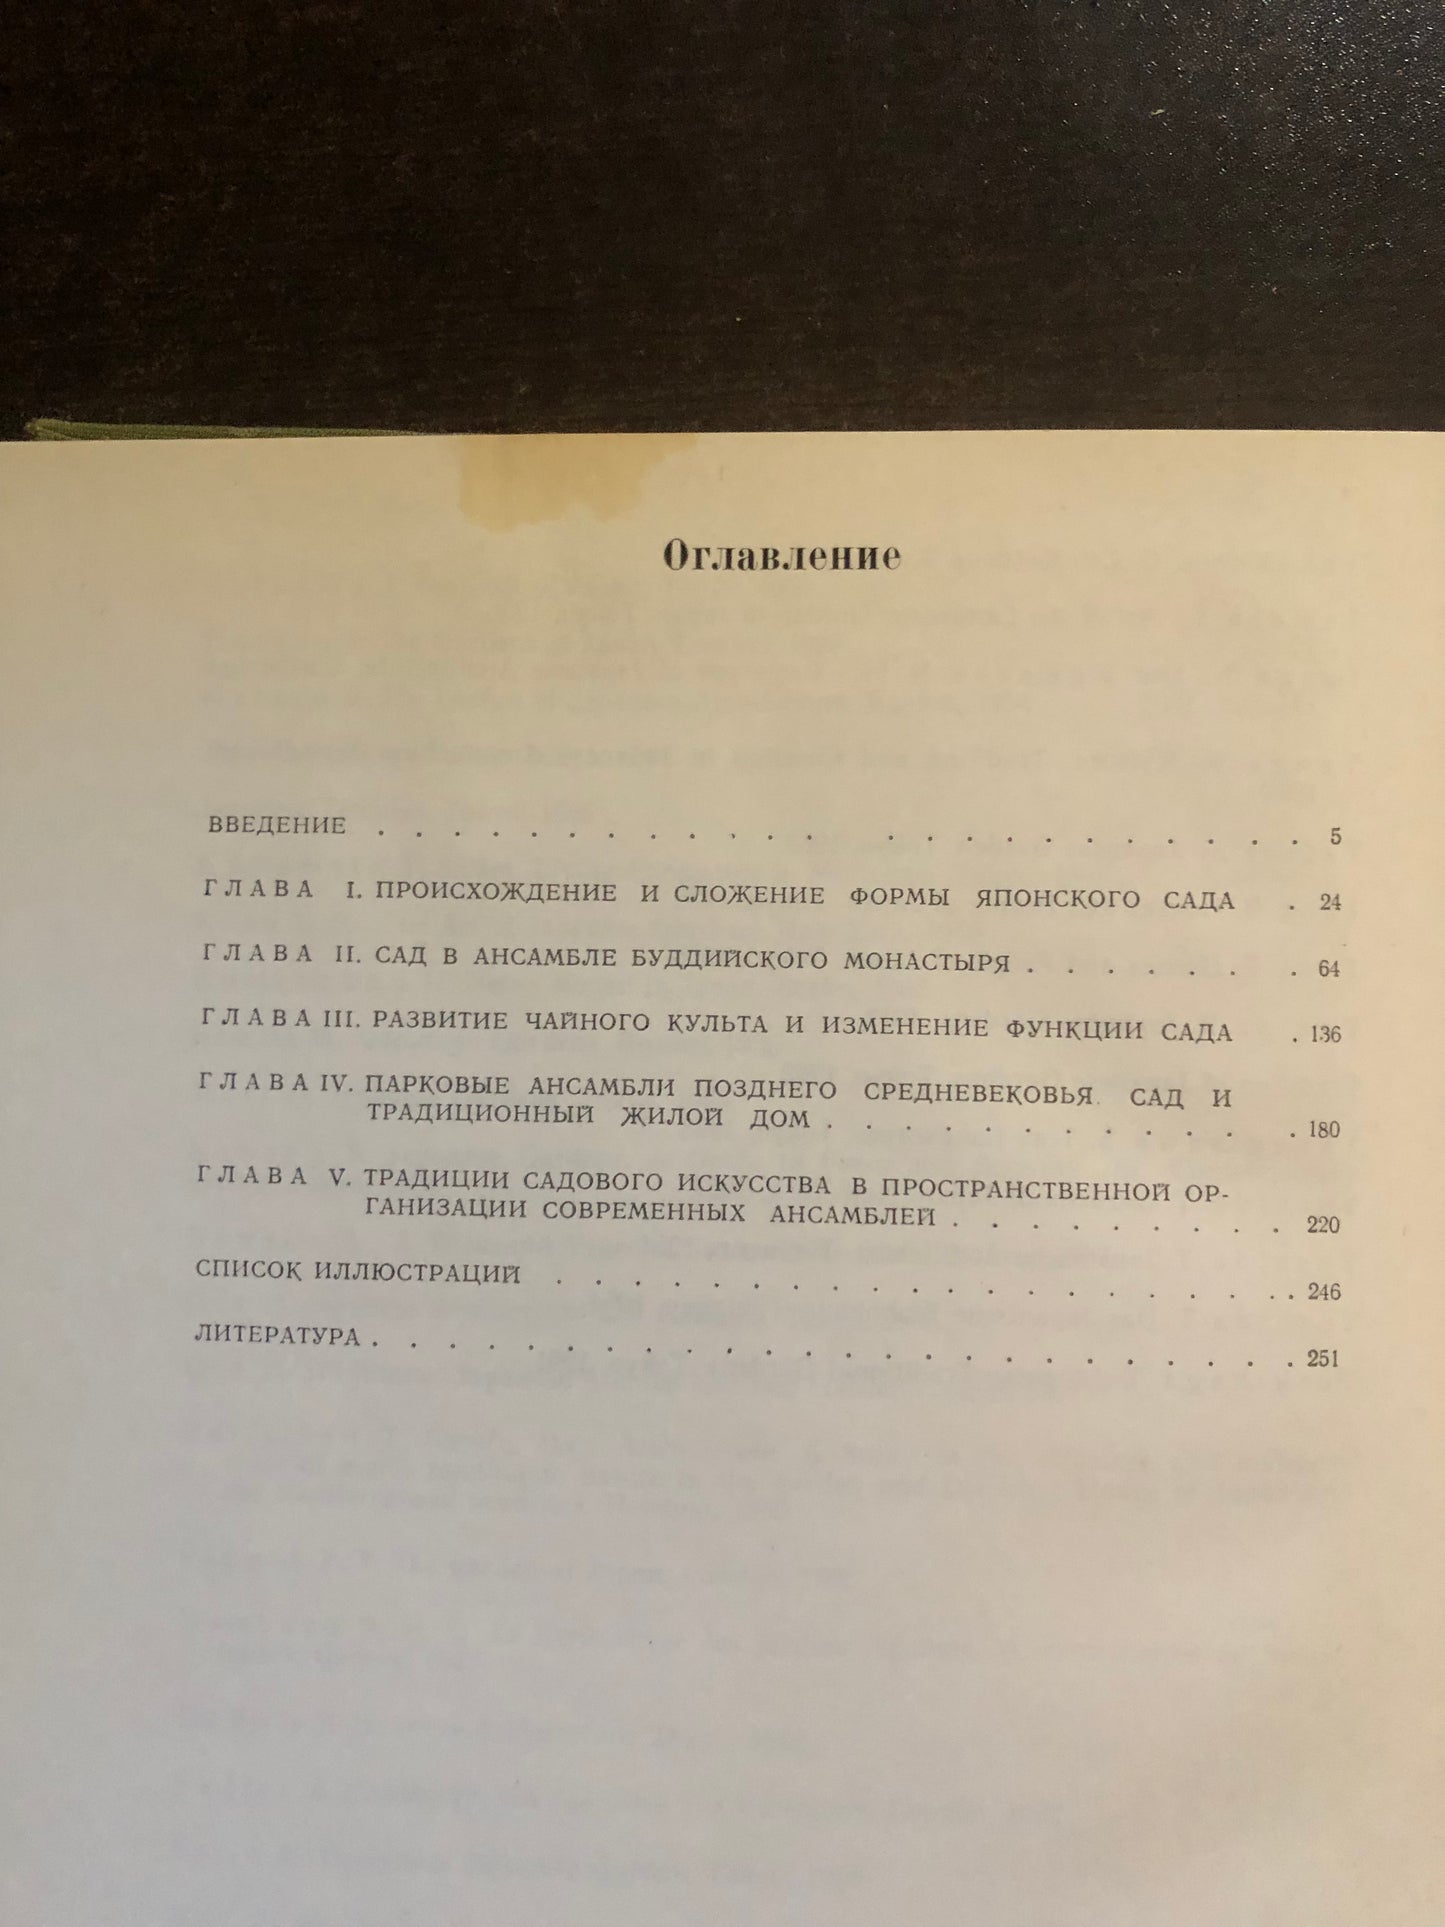 Оглавление
ВВЕДЕНИЕ . . . . . . . . . . . . . . . . . . . . . . . 5
ГЛАВА I. ПРОИСХОЖДЕНИЕ И СЛОЖЕНИЕ ФОРМЫ ЯПОНСКОГО САДА . 24
ГЛАВА II. САД В АНСАМБЛЕ БУДДИЙСКОГО МОНАСТЫРЯ . . . . . . . 64
ГЛАВА III. РАЗВИТИЕ ЧАЙНОГО КУЛЬТА И ИЗМЕНЕНИЕ ФУНКЦИИ САДА . 136
ГЛАВА IV. ПАРКОВЫЕ АНСАМБЛИ ПОЗДНЕГО СРЕДНЕВЕКОВЬЯ. САД И
ТРАДИЦИОННЫЙ ЖИЛОЙ ДОМ . . . . . . . . . . . . 180
ГЛАВА V. ТРАДИЦИИ САДОВОГО ИСКУССТВА В ПРОСТРАНСТВЕННОЙ ОР-
ГАНИЗАЦИИ СОВРЕМЕННЫХ АНСАМБЛЕЙ . . . . . . . . . 220
СПИСОК ИЛЛЮСТРАЦИЙ . . . . . . . . . . . . . . . . . . . . 246
ЛИТЕРАТУРА . . . . . . . . . . . . . . . . . . . . . . . . 251